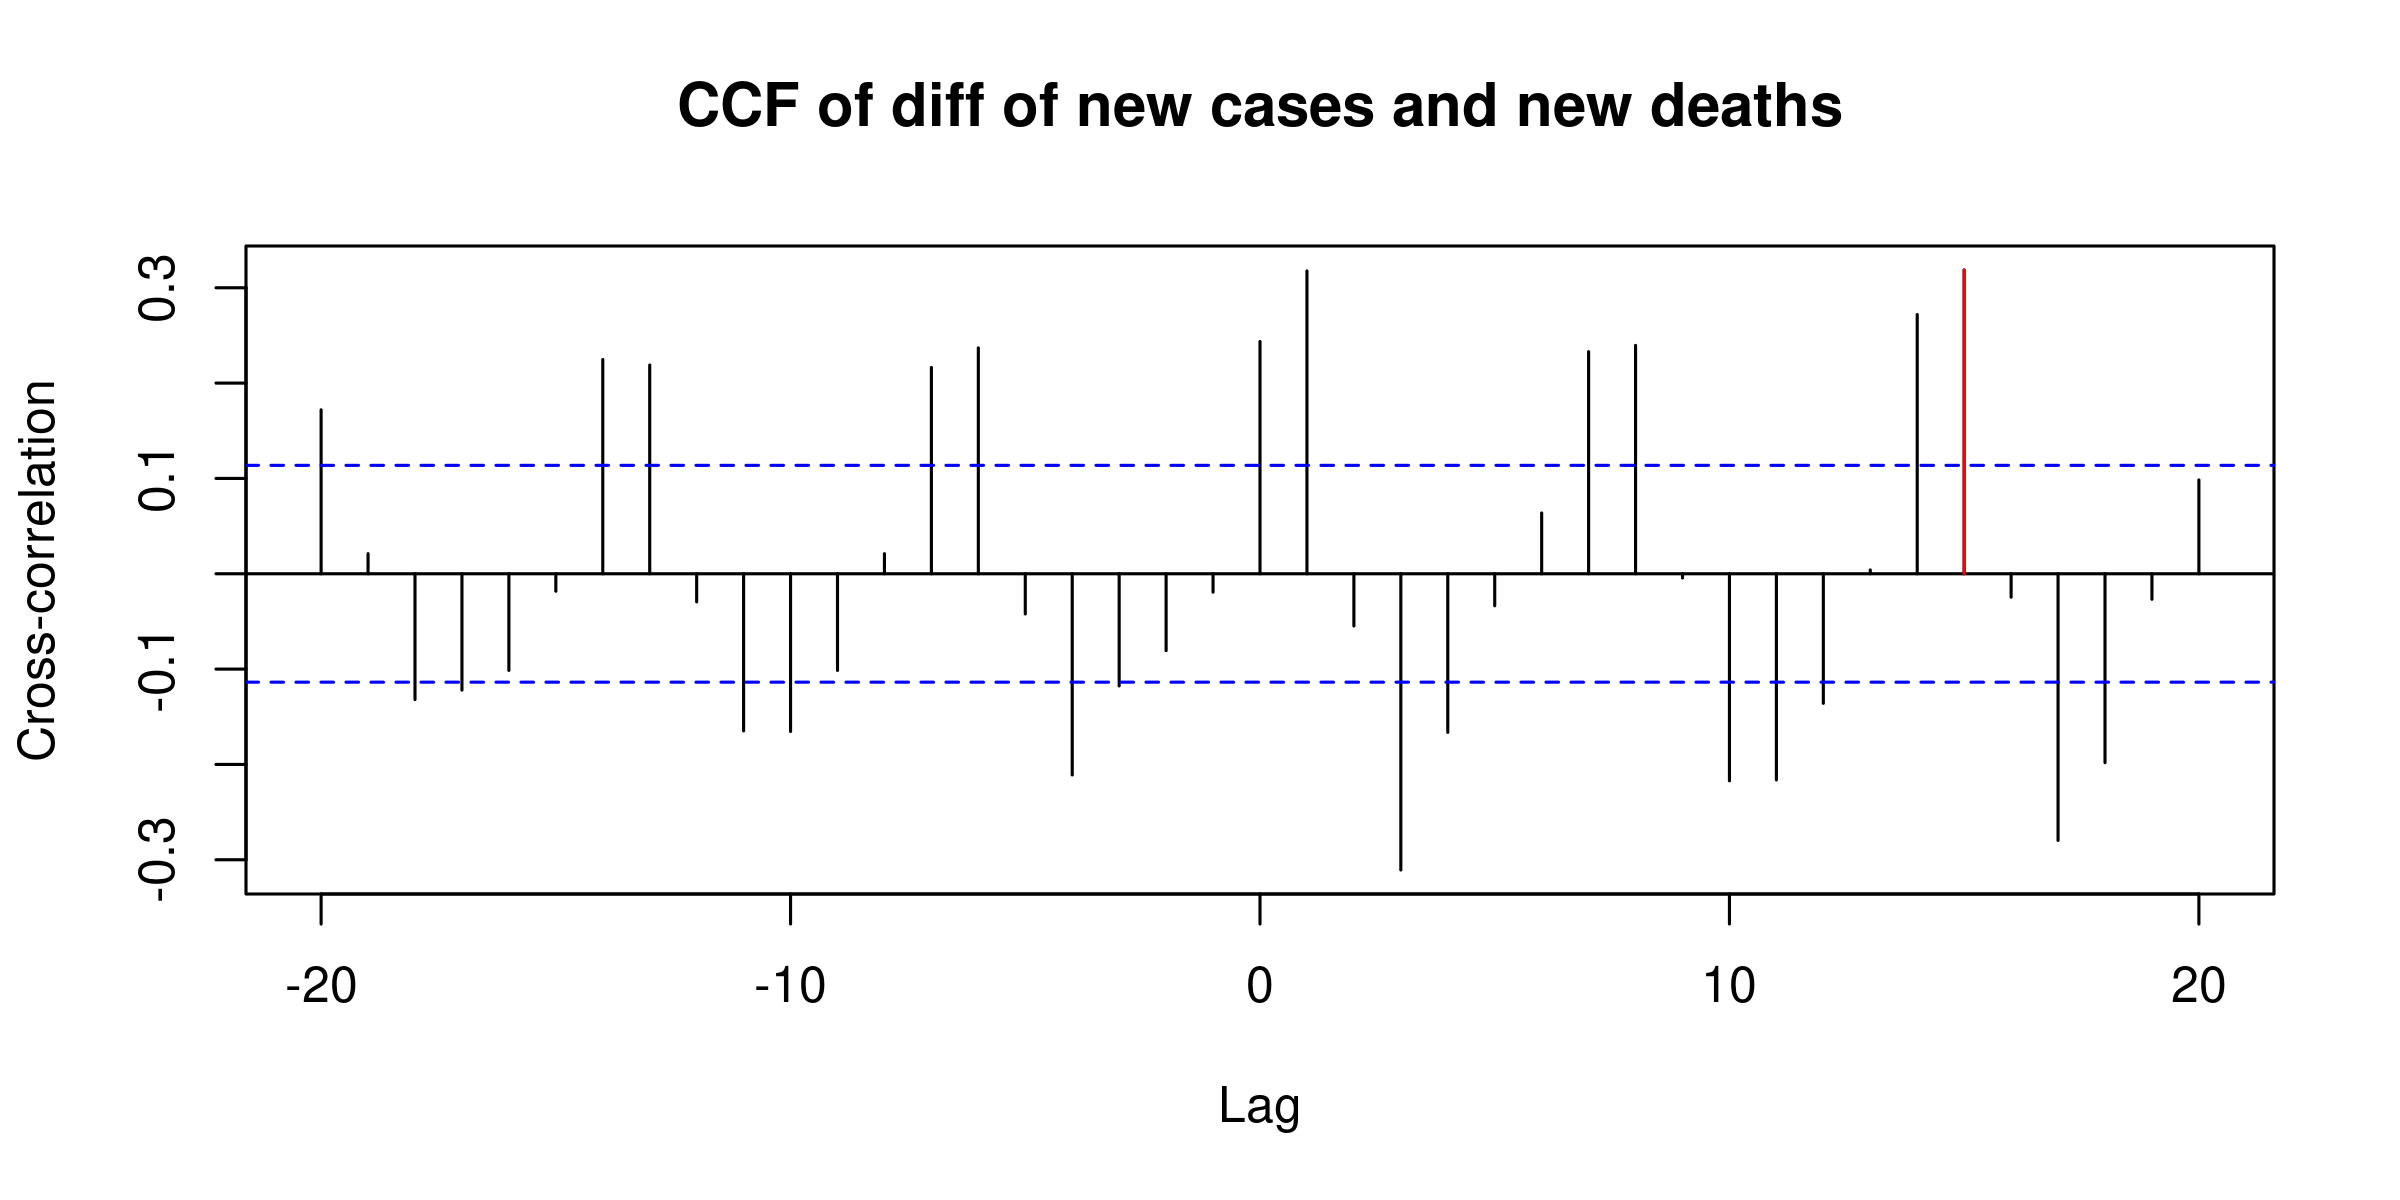 CCF of diff of new cases and new deaths
Cross-correlation
0.3
0.1
-0.1
-0.3
-20 -10 0 10 20
Lag